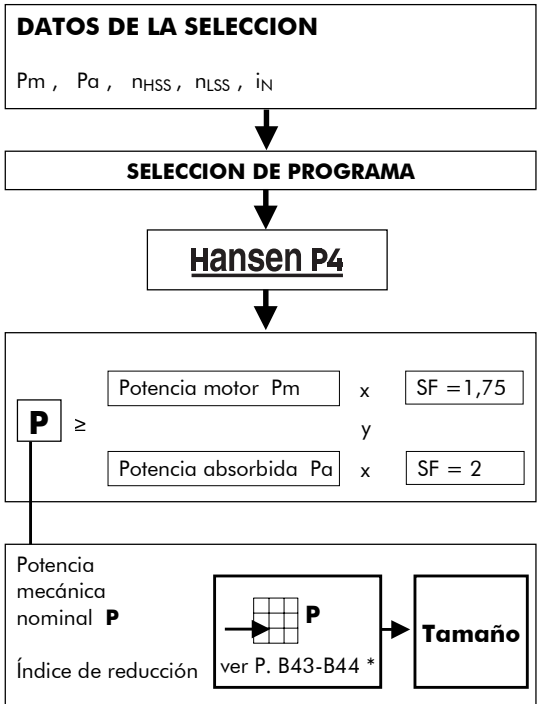 DATOS DE LA SELECCION
Pm , Pa , nHSS , nLSS , iN
SELECCION DE PROGRAMA
Hansen P4
Potencia motor Pm x SF =1,75
P ≥ y
Potencia absorbida Pa x SF = 2
Potencia
mecánica
nominal P
Índice de reducción
P
ver P. B43-B44 *
Tamaño